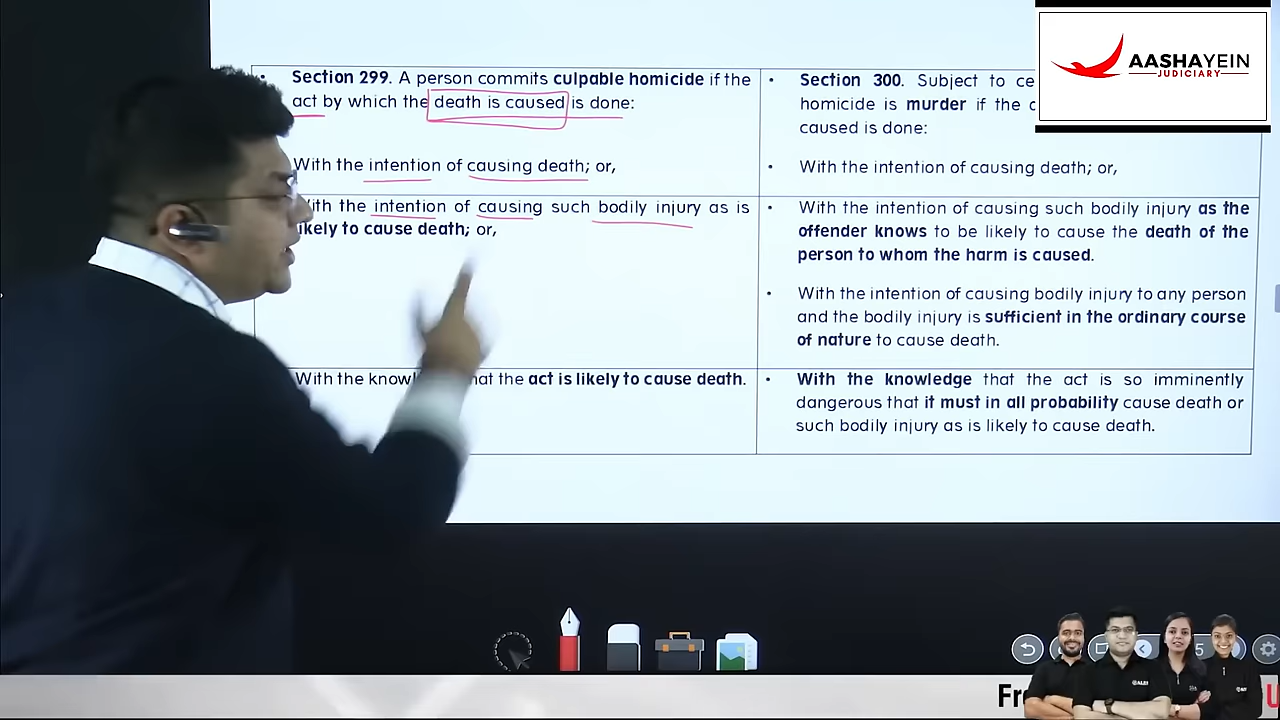 AASHAYEIN
JUDICIARY
Section 299. A person commits culpable homicide if the
act by which the death is caused is done:
With the intention of causing death; or,
With the intention of causing such bodily injury as is
likely to cause death; or,
With the that the act is likely to cause death.
Section 300. Subject to
homicide is murder if the
caused is done:
With the intention of causing death; or,
With the intention of causing such bodily injury as the
offender knows to be likely to cause the death of the
person to whom the harm is caused.
With the intention of causing bodily injury to any person
and the bodily injury is sufficient in the ordinary course
of nature to cause death.
With the knowledge that the act is so imminently
dangerous that it must in all probability cause death or
such bodily injury as is likely to cause death.
5